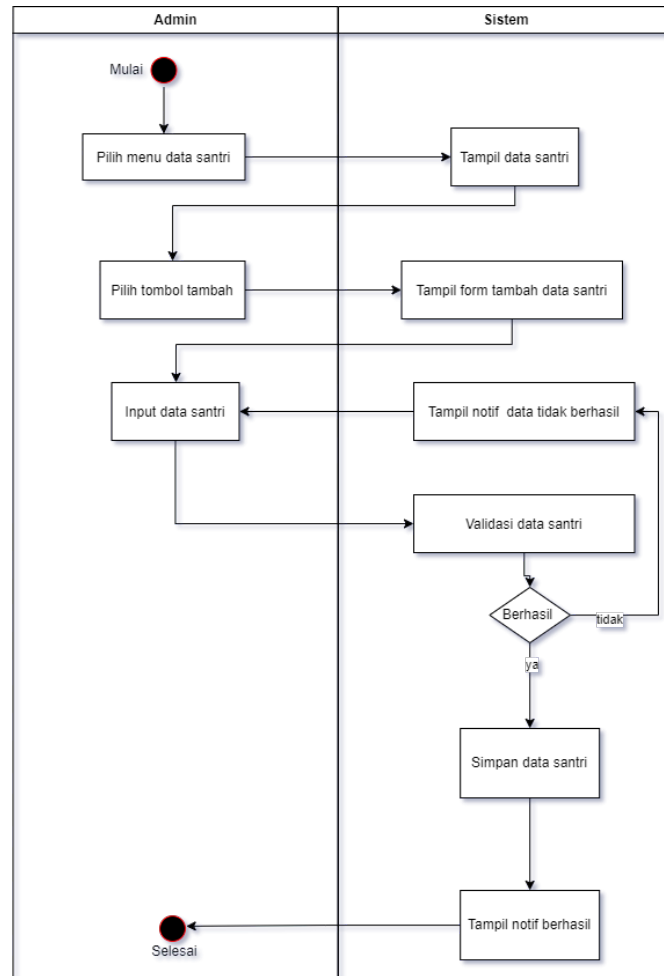 Admin
Sistem
Mulai
Pilih menu data santri
Tampil data santri
Pilih tombol tambah
Tampil form tambah data santri
Input data santri
Tampil notif data tidak berhasil
Validasi data santri
Berhasil
tidak
ya
Simpan data santri
Tampil notif berhasil
Selesai